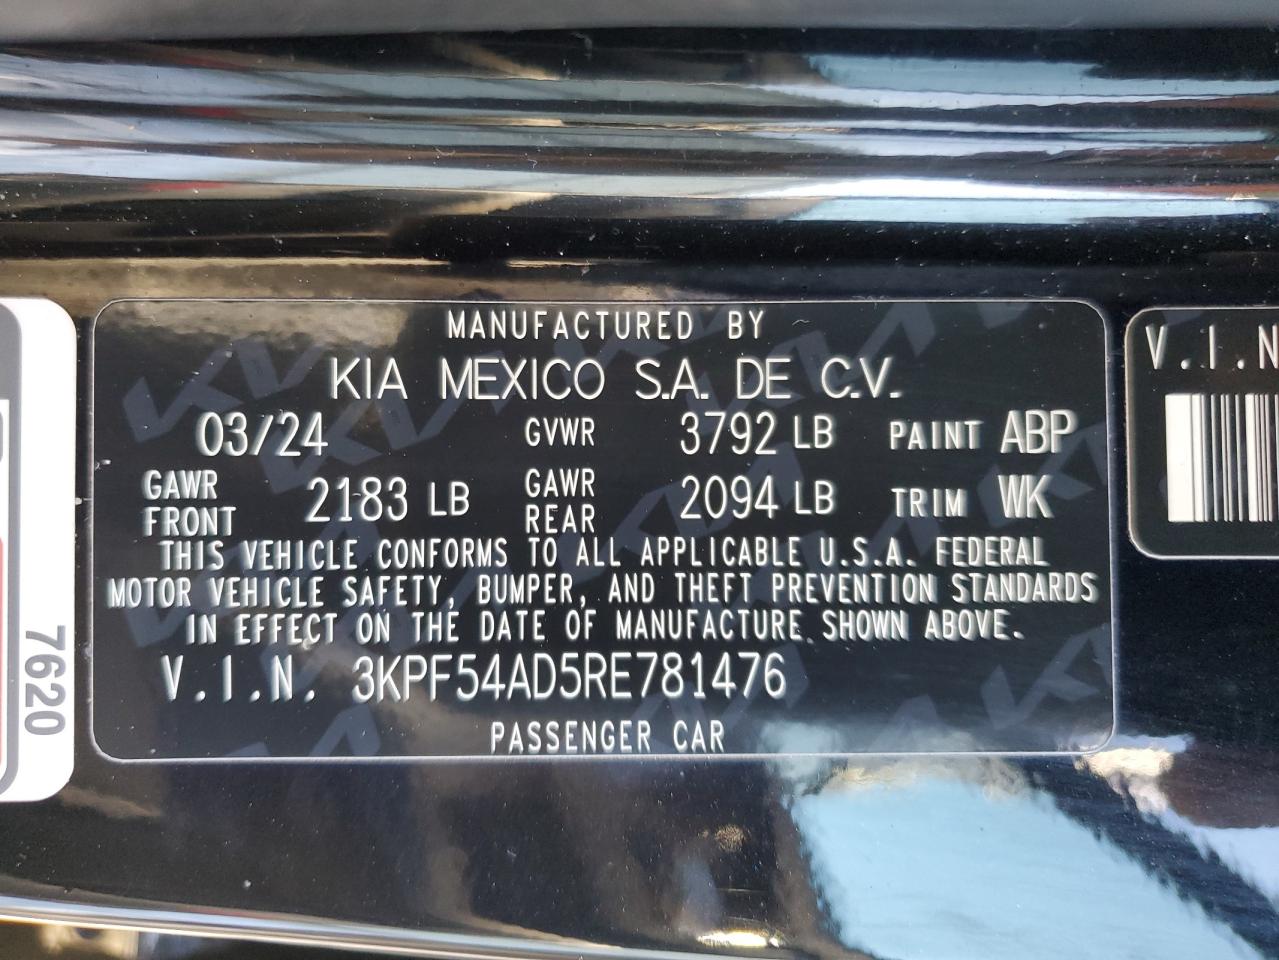 MANUFACTURED BY
KIA MEXICO S.A. DE C.V.
03/24 GVWR 3792 LB PAINT ABP
GAWR FRONT 2183 LB GAWR REAR 2094 LB TRIM WK
THIS VEHICLE CONFORMS TO ALL APPLICABLE U.S.A. FEDERAL
MOTOR VEHICLE SAFETY, BUMPER, AND THEFT PREVENTION STANDARDS
IN EFFECT ON THE DATE OF MANUFACTURE SHOWN ABOVE.
V.I.N. 3KPF54AD5RE781476
PASSENGER CAR
V.I.N
7620